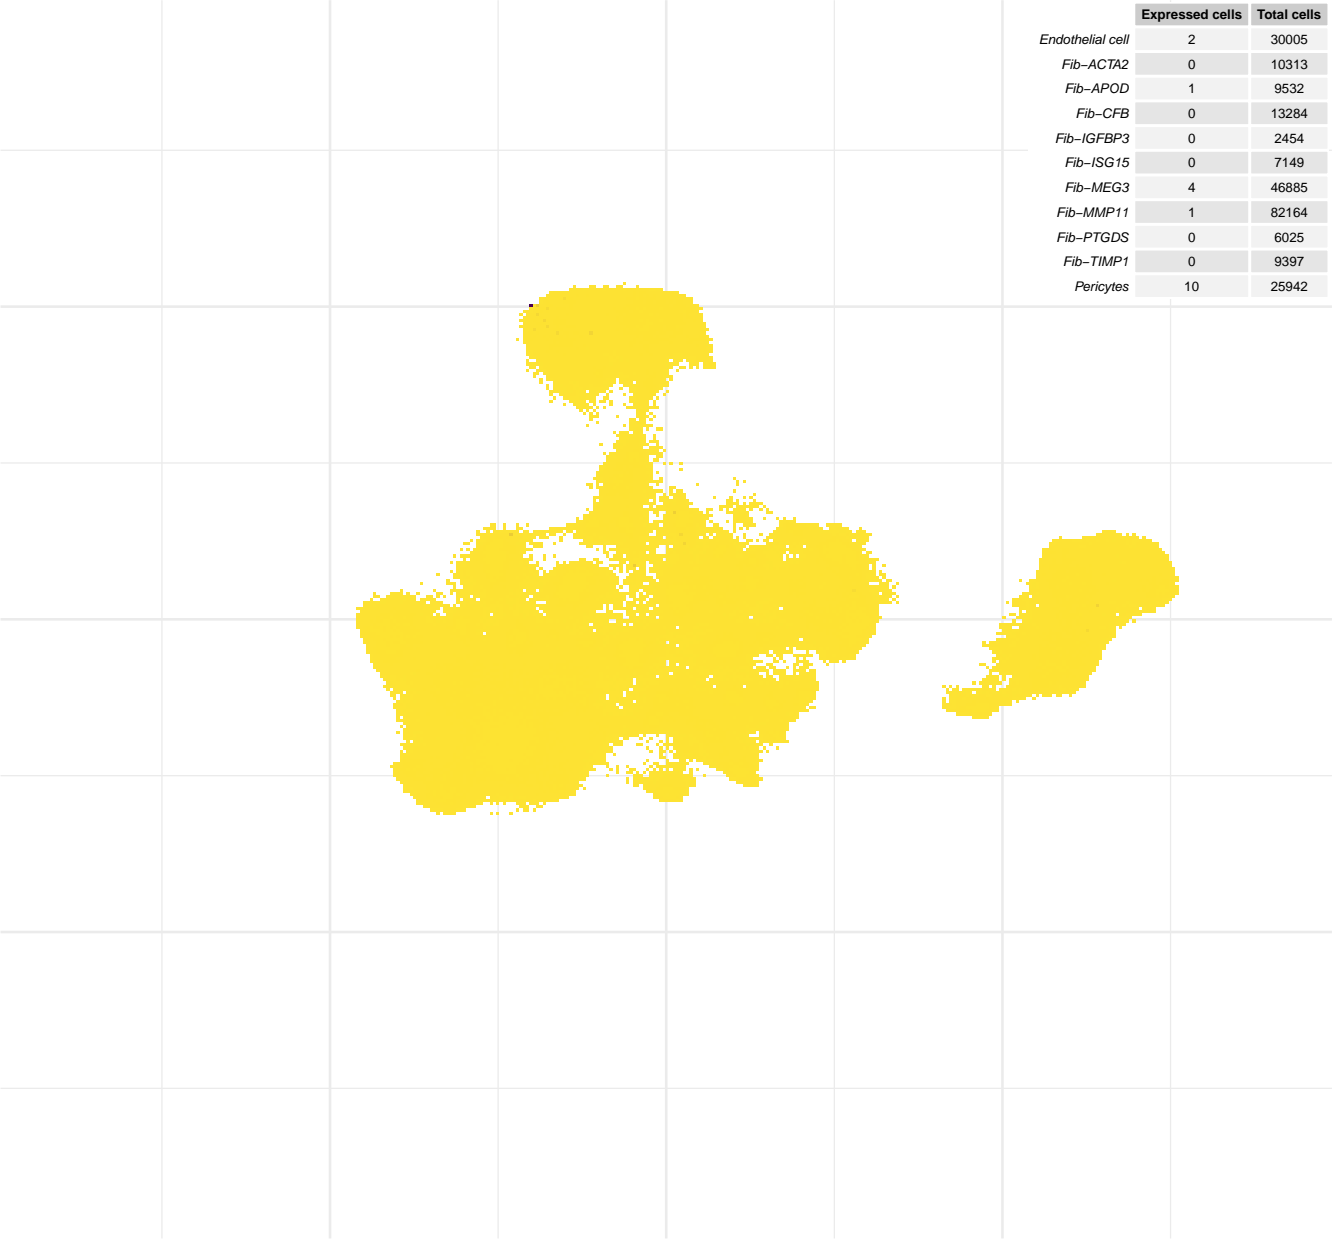 Expressed cells Total cells
Endothelial cell 2 30005
Fib−ACTA2 0 10313
Fib−APOD 1 9532
Fib−CFB 0 13284
Fib−IGFBP3 0 2454
Fib−ISG15 0 7149
Fib−MEG3 4 46885
Fib−MMP11 1 82164
Fib−PTGDS 0 6025
Fib−TIMP1 0 9397
Pericytes 10 25942